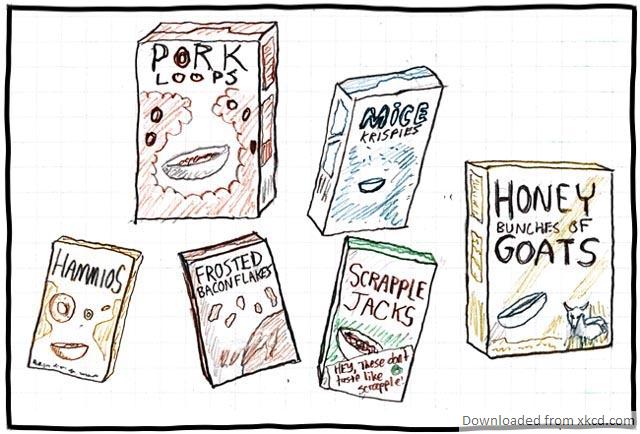 PORK
LOOPS
MICE
KRISPIES
HONEY
BUNCHES OF
GOATS
HAMMIOS
FROSTED
BACON FLAKES
SCRAPPLE
JACKS
HEY, These don't
taste like
scrapple!
Downloaded from xkcd.com